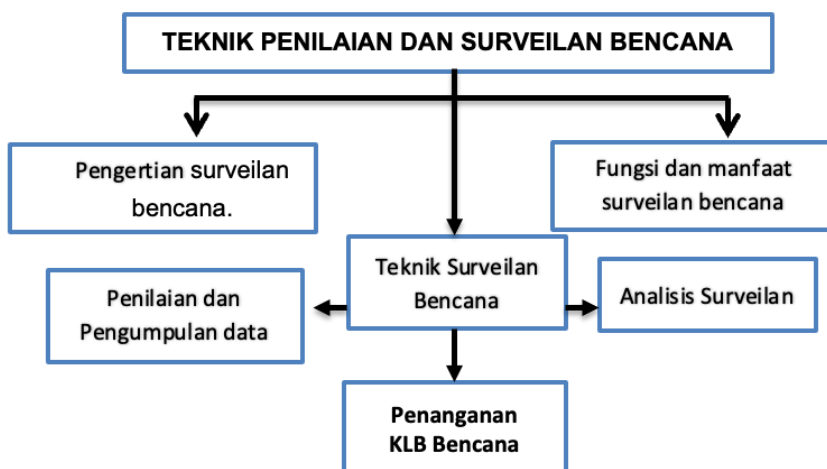 TEKNIK PENILAIAN DAN SURVEILAN BENCANA
Pengertian surveilan
bencana.
Fungsi dan manfaat
surveilan bencana
Teknik Surveilan
Bencana
Penilaian dan
Pengumpulan data
Analisis Surveilan
Penanganan
KLB Bencana